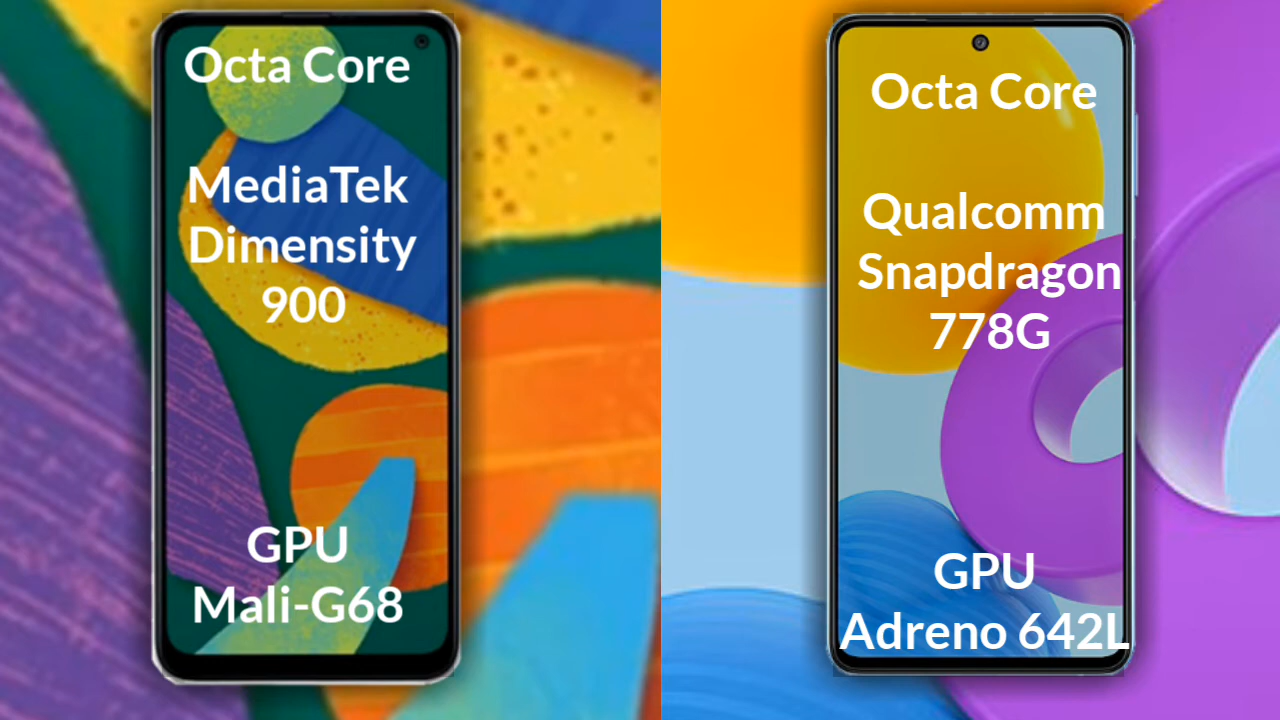 Octa Core
MediaTek
Dimensity
900
GPU
Mali-G68
Octa Core
Qualcomm
Snapdragon
778G
GPU
Adreno 642L